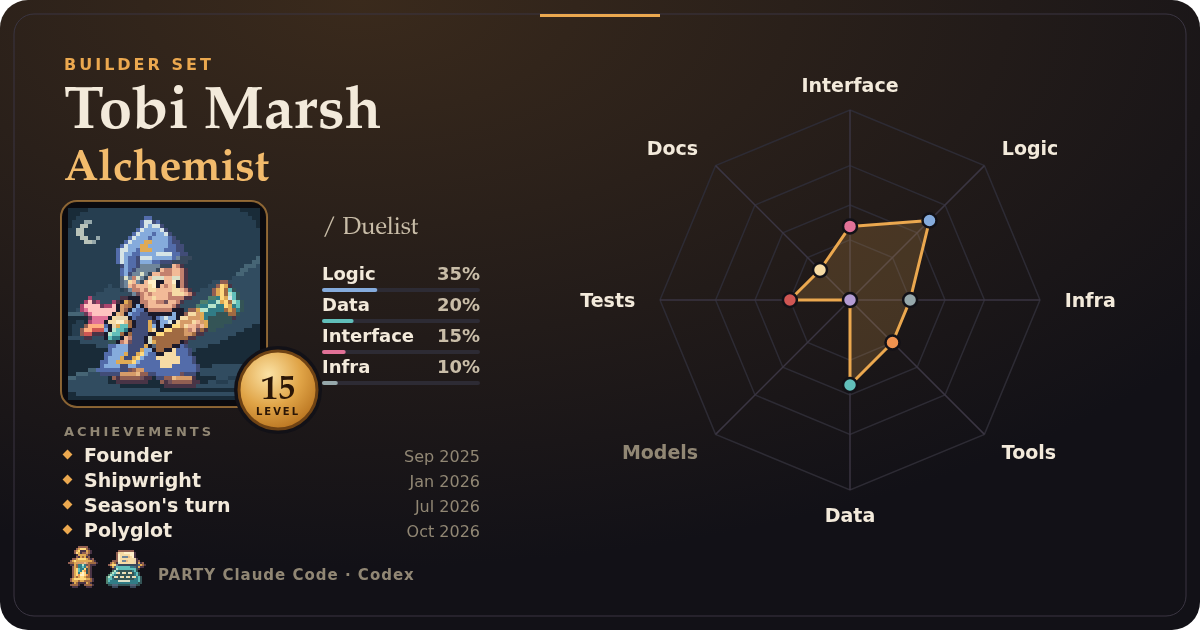 BUILDER SET
Tobi Marsh
Alchemist
/ Duelist
Logic 35%
Data 20%
Interface 15%
Infra 10%
15
LEVEL
ACHIEVEMENTS
Founder Sep 2025
Shipwright Jan 2026
Season's turn Jul 2026
Polyglot Oct 2026
PARTY Claude Code · Codex
Interface
Logic
Infra
Tools
Data
Models
Tests
Docs